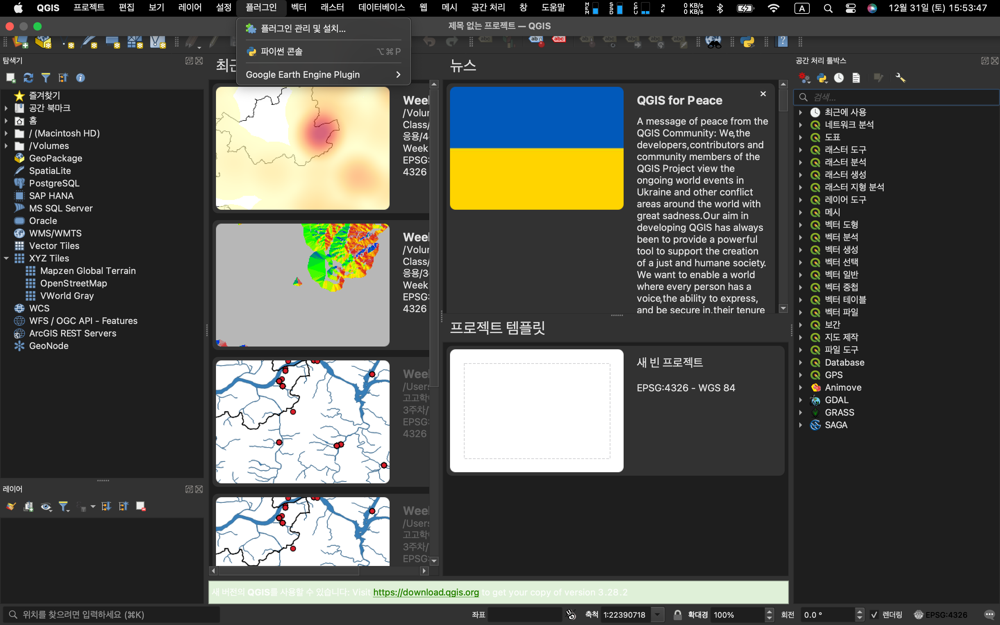 QGIS 프로젝트 편집 보기 레이어 설정 플러그인 벡터 래스터 데이터베이스 웹 메시 공간 처리 창 도움말 MEM SSD CPU 0 KB/s 0 KB/s A 12월 31일 (토) 15:53:47
제목 없는 프로젝트 — QGIS
플러그인 관리 및 설치...
파이썬 콘솔 ⌥⌘P
Google Earth Engine Plugin
abc ab abc ab abc abc abc abc
탐색기
즐겨찾기
공간 북마크
홈
/ (Macintosh HD)
/Volumes
GeoPackage
SpatiaLite
PostgreSQL
SAP HANA
MS SQL Server
Oracle
WMS/WMTS
Vector Tiles
XYZ Tiles
Mapzen Global Terrain
OpenStreetMap
VWorld Gray
WCS
WFS / OGC API - Features
ArcGIS REST Servers
GeoNode
레이어
최근
/Volur
Class/
응용/4
Week
EPSG:
4326
/Volur
Class/
응용/3
Week
EPSG:
4326
/Users
고고학
3주차/
EPSG:
4326
/Users
고고학
3주차/
EPSG:
뉴스
QGIS for Peace
A message of peace from the
QGIS Community: We,the
developers,contributors and
community members of the
QGIS Project view the
ongoing world events in
Ukraine and other conflict
areas around the world with
great sadness.Our aim in
developing QGIS has always
been to provide a powerful
tool to support the creation
of a just and humane society.
We want to enable a world
where every person has a
voice,the ability to express,
and be secure in,their tenure
프로젝트 템플릿
새 빈 프로젝트
EPSG:4326 - WGS 84
공간 처리 툴박스
검색...
최근에 사용
네트워크 분석
도표
래스터 도구
래스터 분석
래스터 생성
래스터 지형 분석
레이어 도구
메시
벡터 도형
벡터 분석
벡터 생성
벡터 선택
벡터 일반
벡터 중첩
벡터 테이블
벡터 파일
보간
지도 제작
파일 도구
Database
GPS
Animove
GDAL
GRASS
SAGA
새 버전의 QGIS를 사용할 수 있습니다: Visit https://download.qgis.org to get your copy of version 3.28.2
위치를 찾으려면 입력하세요 (⌘K) 좌표 축척 1:22390718 확대경 100% 회전 0.0 ° 렌더링 EPSG:4326